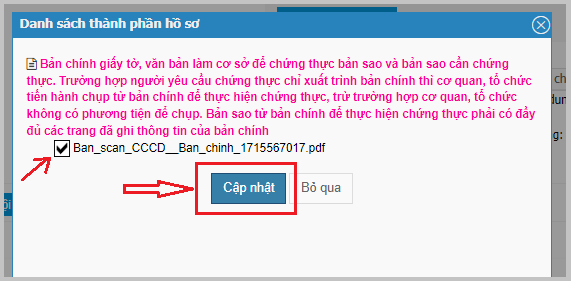 Danh sách thành phần hồ sơ
Bản chính giấy tờ, văn bản làm cơ sở để chứng thực bản sao và bản sao cần chứng
thực. Trường hợp người yêu cầu chứng thực chỉ xuất trình bản chính thì cơ quan, tổ chức
tiến hành chụp từ bản chính để thực hiện chứng thực, trừ trường hợp cơ quan, tổ chức
không có phương tiện để chụp. Bản sao từ bản chính để thực hiện chứng thực phải có đầy
đủ các trang đã ghi thông tin của bản chính
Ban_scan_CCCD__Ban_chinh_1715567017.pdf
Cập nhật Bỏ qua